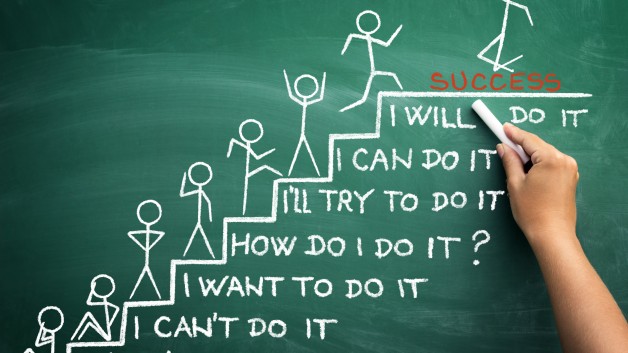 SUCCESS
I WILL DO IT
I CAN DO IT
I'LL TRY TO DO IT
HOW DO I DO IT?
I WANT TO DO IT
I CAN'T DO IT